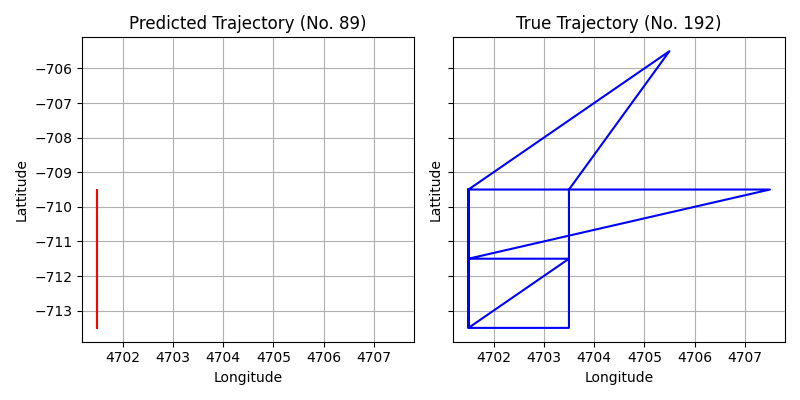 Predicted Trajectory (No. 89)
True Trajectory (No. 192)
Lattitude
−706
−707
−708
−709
−710
−711
−712
−713
4702 4703 4704 4705 4706 4707
Longitude
Lattitude
4702 4703 4704 4705 4706 4707
Longitude